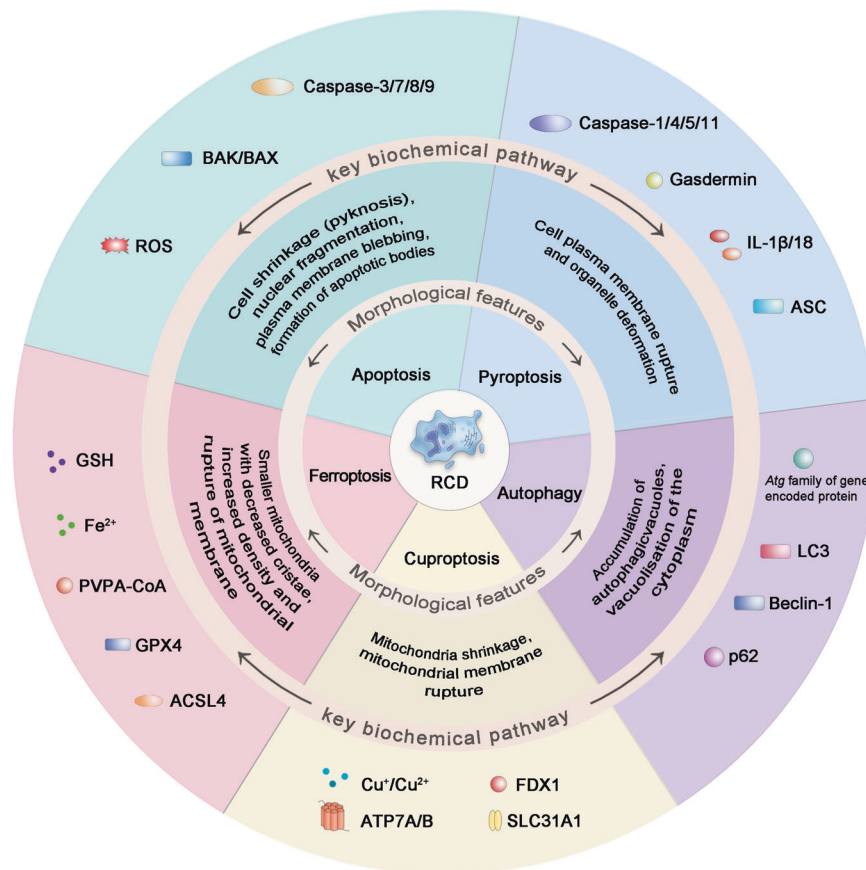 Caspase-3/7/8/9
BAK/BAX
ROS
Caspase-1/4/5/11
Gasdermin
IL-1β/18
ASC
key biochemical pathway
Cell shrinkage (pyknosis),
nuclear fragmentation,
plasma membrane blebbing,
formation of apoptotic bodies
Cell plasma membrane rupture
and organelle deformation
Morphological features
Apoptosis
Pyroptosis
RCD
Ferroptosis
Autophagy
Cuproptosis
Morphological features
Smaller mitochondria
with decreased cristae,
increased density and
rupture of mitochondrial
membrane
Accumulation of
autophagicvacuoles,
vacuolisation of the
cytoplasm
Mitochondria shrinkage,
mitochondrial membrane
rupture
key biochemical pathway
GSH
Fe²⁺
PVPA-CoA
GPX4
ACSL4
Atg family of gene
encoded protein
LC3
Beclin-1
p62
Cu⁺/Cu²⁺
FDX1
ATP7A/B
SLC31A1